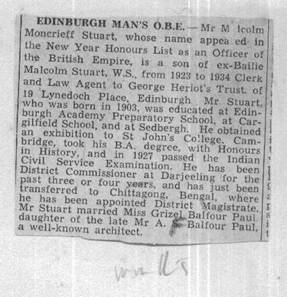 EDINBURGH MAN'S O.B.E.—Mr M lcolm
Moncrieff Stuart, whose name appea ed in
the New Year Honours List as an Officer of
the British Empire, is a son of ex-Bailie
Malcolm Stuart, W.S., from 1923 to 1934 Clerk
and Law Agent to George Heriot's Trust, of
19 Lynedoch Place, Edinburgh. Mr Stuart,
who was born in 1903, was educated at Edin-
burgh Academy Preparatory School, at Car-
gilfield School, and at Sedbergh. He obtained
an exhibition to St John's College, Cam-
bridge, took his B.A. degree, with Honours
in History, and in 1927 passed the Indian
Civil Service Examination. He has been
District Commissioner at Darjeeling for the
past three or four years, and has just been
transferred to Chittagong, Bengal, where
he has been appointed District Magistrate.
Mr Stuart married Miss Grizel Balfour Paul
daughter of the late Mr A. F Balfour Paul,
a well-known architect.